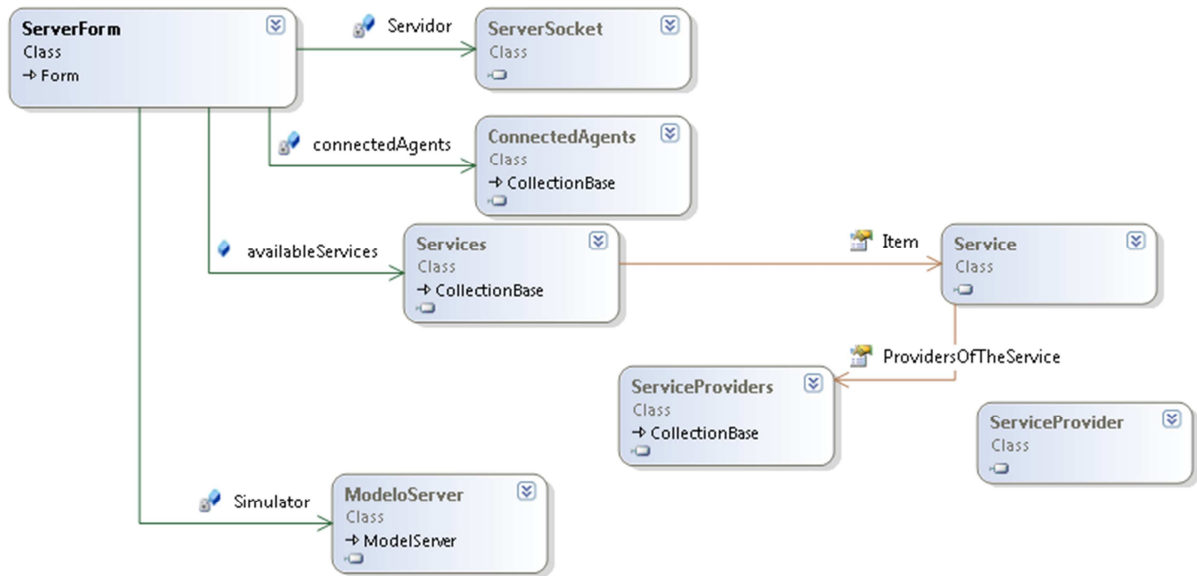 ServerForm
Class
Form
Servidor
ServerSocket
Class
connectedAgents
ConnectedAgents
Class
CollectionBase
availableServices
Services
Class
CollectionBase
Item
Service
Class
ProvidersOfTheService
ServiceProviders
Class
CollectionBase
ServiceProvider
Class
Simulator
ModeloServer
Class
ModelServer